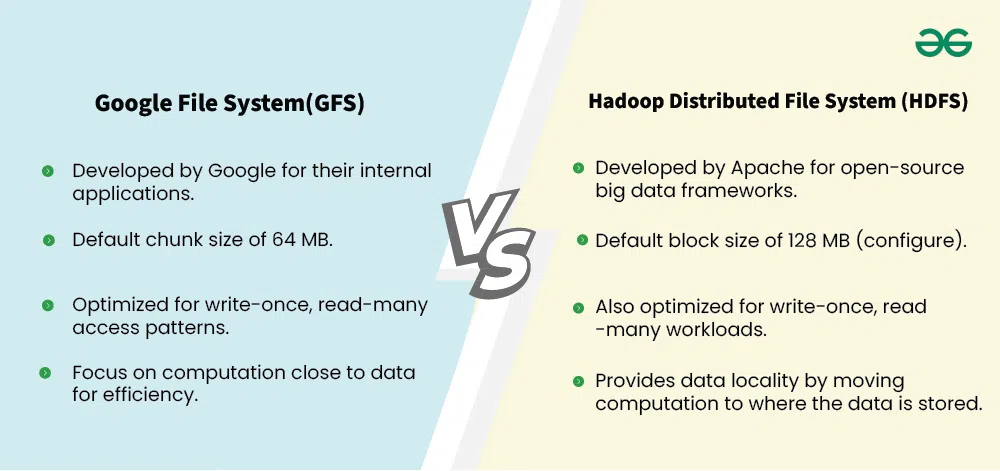 Google File System(GFS)
Developed by Google for their internal
applications.
Default chunk size of 64 MB.
Optimized for write-once, read-many
access patterns.
Focus on computation close to data
for efficiency.
VS
Hadoop Distributed File System (HDFS)
Developed by Apache for open-source
big data frameworks.
Default block size of 128 MB (configure).
Also optimized for write-once, read
-many workloads.
Provides data locality by moving
computation to where the data is stored.